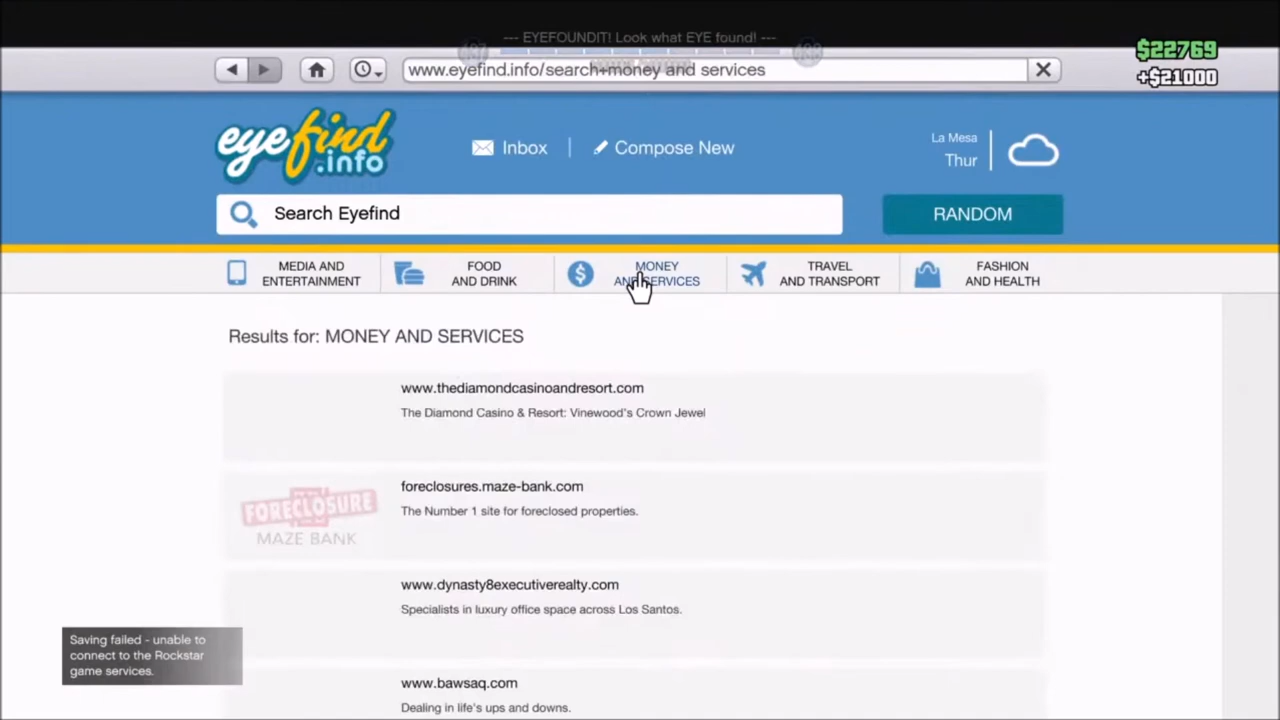 --- EYEFOUNDIT! Look what EYE found! ---
$22769
+$21000
www.eyefind.info/search+money and services
eyefind.info
Inbox
Compose New
La Mesa
Thur
Search Eyefind
RANDOM
MEDIA AND ENTERTAINMENT
FOOD AND DRINK
MONEY AND SERVICES
TRAVEL AND TRANSPORT
FASHION AND HEALTH
Results for: MONEY AND SERVICES
www.thediamondcasinoandresort.com
The Diamond Casino & Resort: Vinewood's Crown Jewel
FORECLOSURE
MAZE BANK
foreclosures.maze-bank.com
The Number 1 site for foreclosed properties.
www.dynasty8executiverealty.com
Specialists in luxury office space across Los Santos.
www.bawsaq.com
Dealing in life's ups and downs.
Saving failed - unable to
connect to the Rockstar
game services.